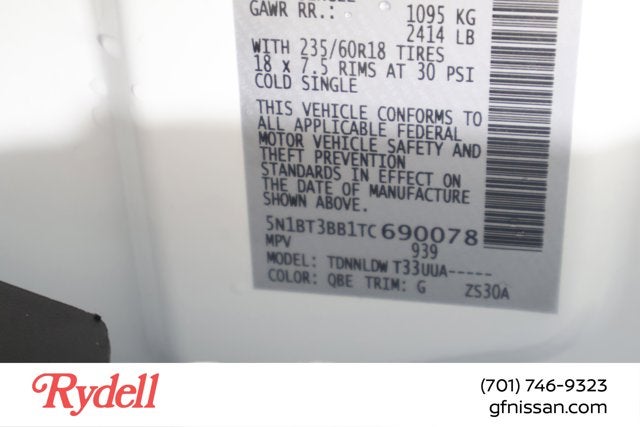 GAWR RR.: 1095 KG
2414 LB
WITH 235/60R18 TIRES
18 x 7.5 RIMS AT 30 PSI
COLD SINGLE
THIS VEHICLE CONFORMS TO
ALL APPLICABLE FEDERAL
MOTOR VEHICLE SAFETY AND
THEFT PREVENTION
STANDARDS IN EFFECT ON
THE DATE OF MANUFACTURE
SHOWN ABOVE.
5N1BT3BB1TC690078
MPV 939
MODEL: TDNNLDW T33UUA-----
COLOR: QBE TRIM: G ZS30A
Rydell
(701) 746-9323
gfnissan.com